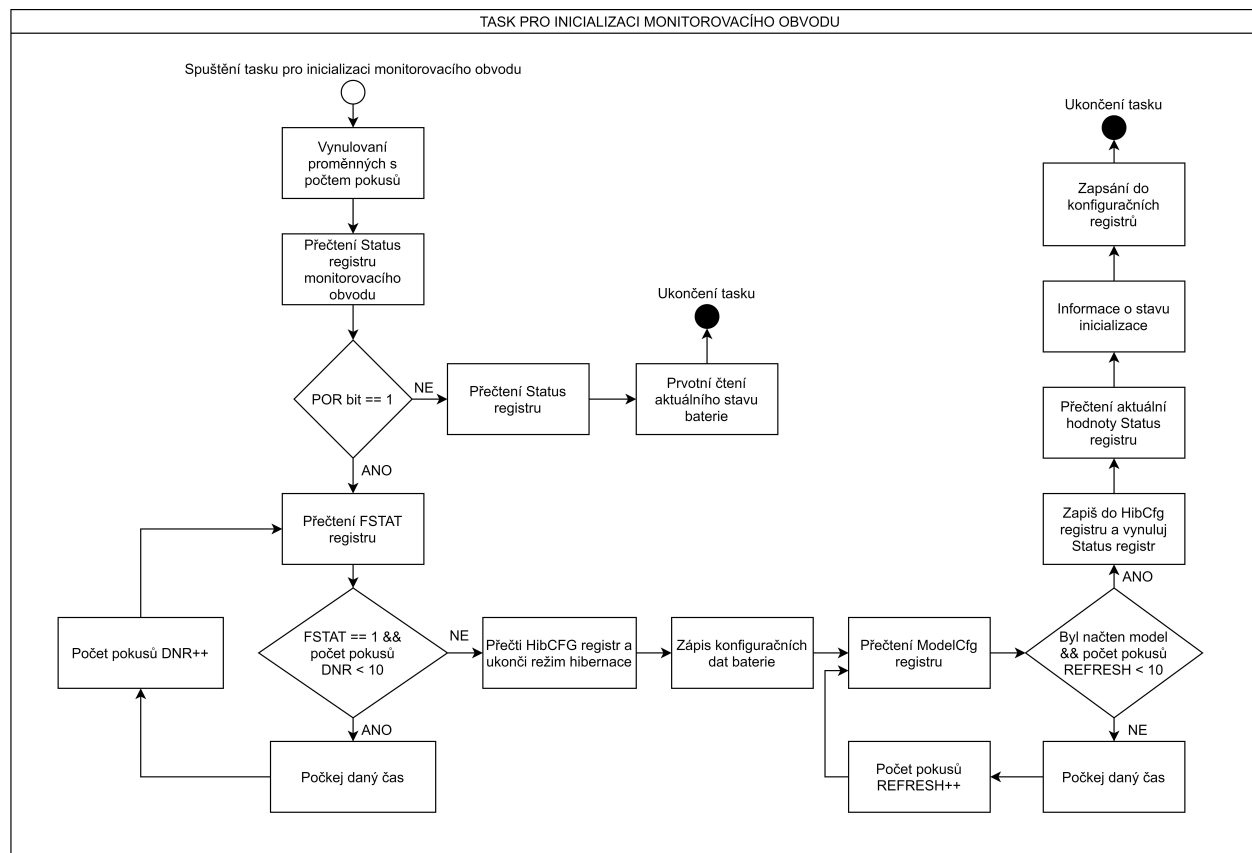 TASK PRO INICIALIZACI MONITOROVACÍHO OBVODU
Spuštění tasku pro inicializaci monitorovacího obvodu
Vynulovaní
proměnných s
počtem pokusů
Přečtení Status
registru
monitorovacího
obvodu
POR bit == 1
NE
Přečtení Status
registru
Prvotní čtení
aktuálního stavu
baterie
Ukončení tasku
ANO
Přečtení FSTAT
registru
FSTAT == 1 &&
počet pokusů
DNR < 10
ANO
Počkej daný čas
Počet pokusů DNR++
NE
Přečti HibCFG registr a
ukonči režim hibernace
Zápis konfiguračních
dat baterie
Přečtení ModelCfg
registru
Byl načten model
&& počet pokusů
REFRESH < 10
NE
Počkej daný čas
Počet pokusů
REFRESH++
ANO
Zapiš do HibCfg
registru a vynuluj
Status registr
Přečtení aktuální
hodnoty Status
registru
Informace o stavu
inicializace
Zapsání do
konfiguračních
registrů
Ukončení tasku